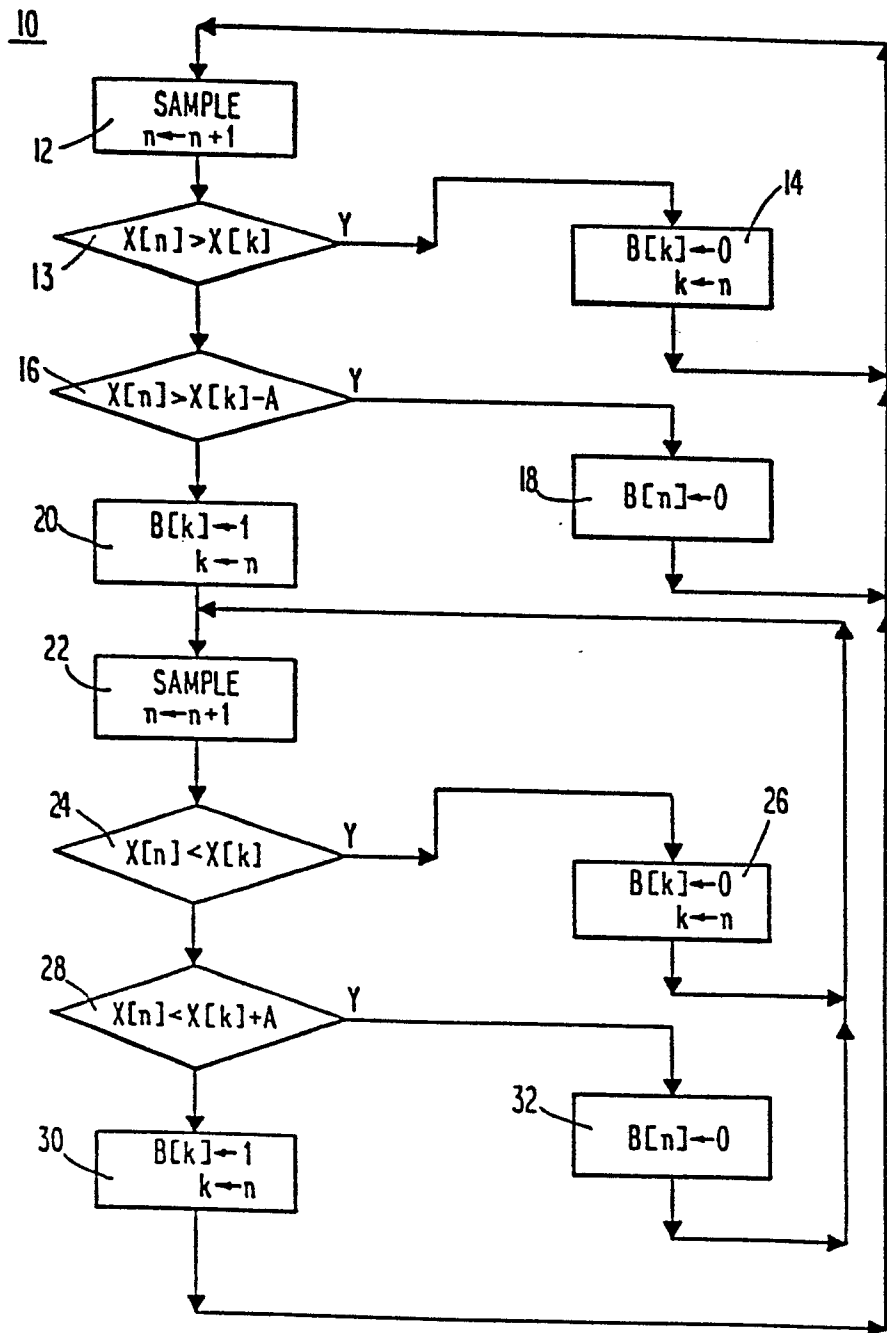 10
SAMPLE
n←n+1
12
X[n]>X[k]
Y
13
14
B[k]←0
k←n
16
X[n]>X[k]-A
Y
18
B[n]←0
20
B[k]←1
k←n
22
SAMPLE
n←n+1
24
X[n]<X[k]
Y
26
B[k]←0
k←n
28
X[n]<X[k]+A
Y
32
B[n]←0
30
B[k]←1
k←n